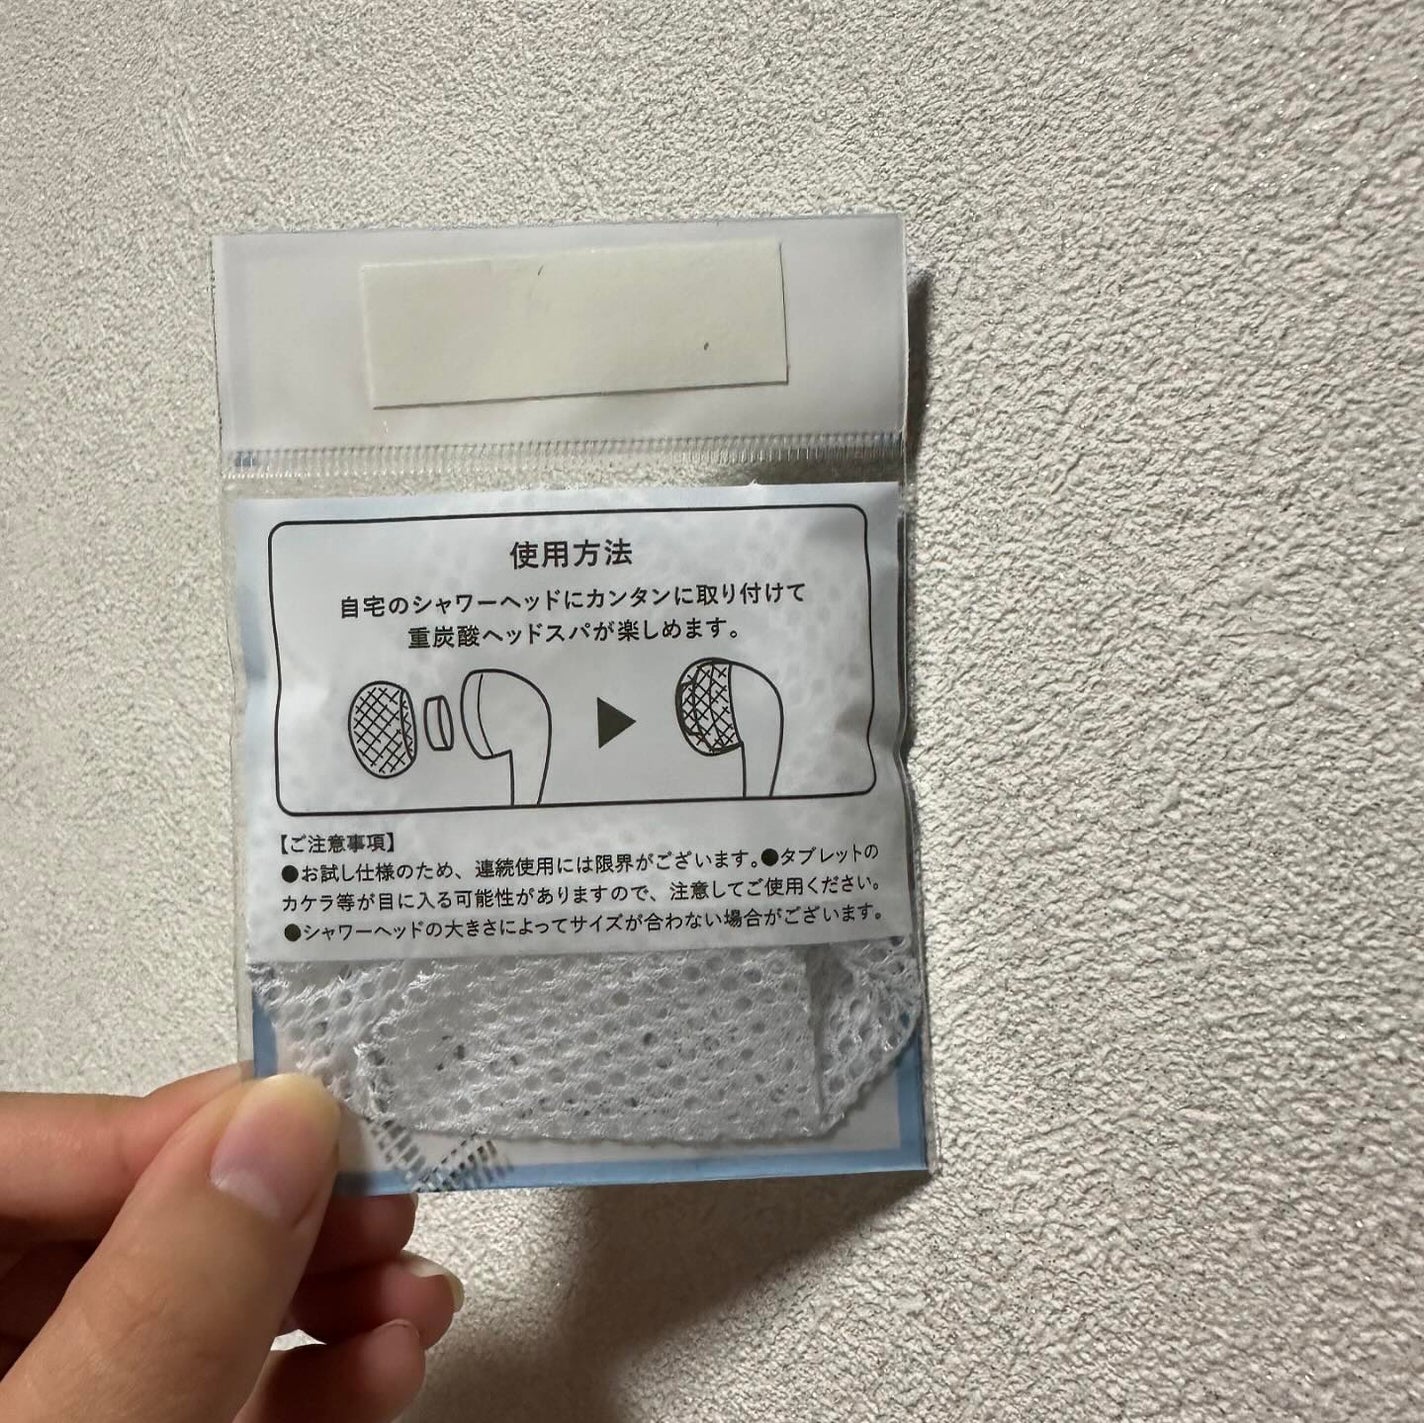 使用方法
自宅のシャワーヘッドにカンタンに取り付けて
重炭酸ヘッドスパが楽しめます。
【ご注意事項】
●お試し仕様のため、連続使用には限界がございます。●タブレットの
カケラ等が目に入る可能性がありますので、注意してご使用ください。
●シャワーヘッドの大きさによってサイズが合わない場合がございます。